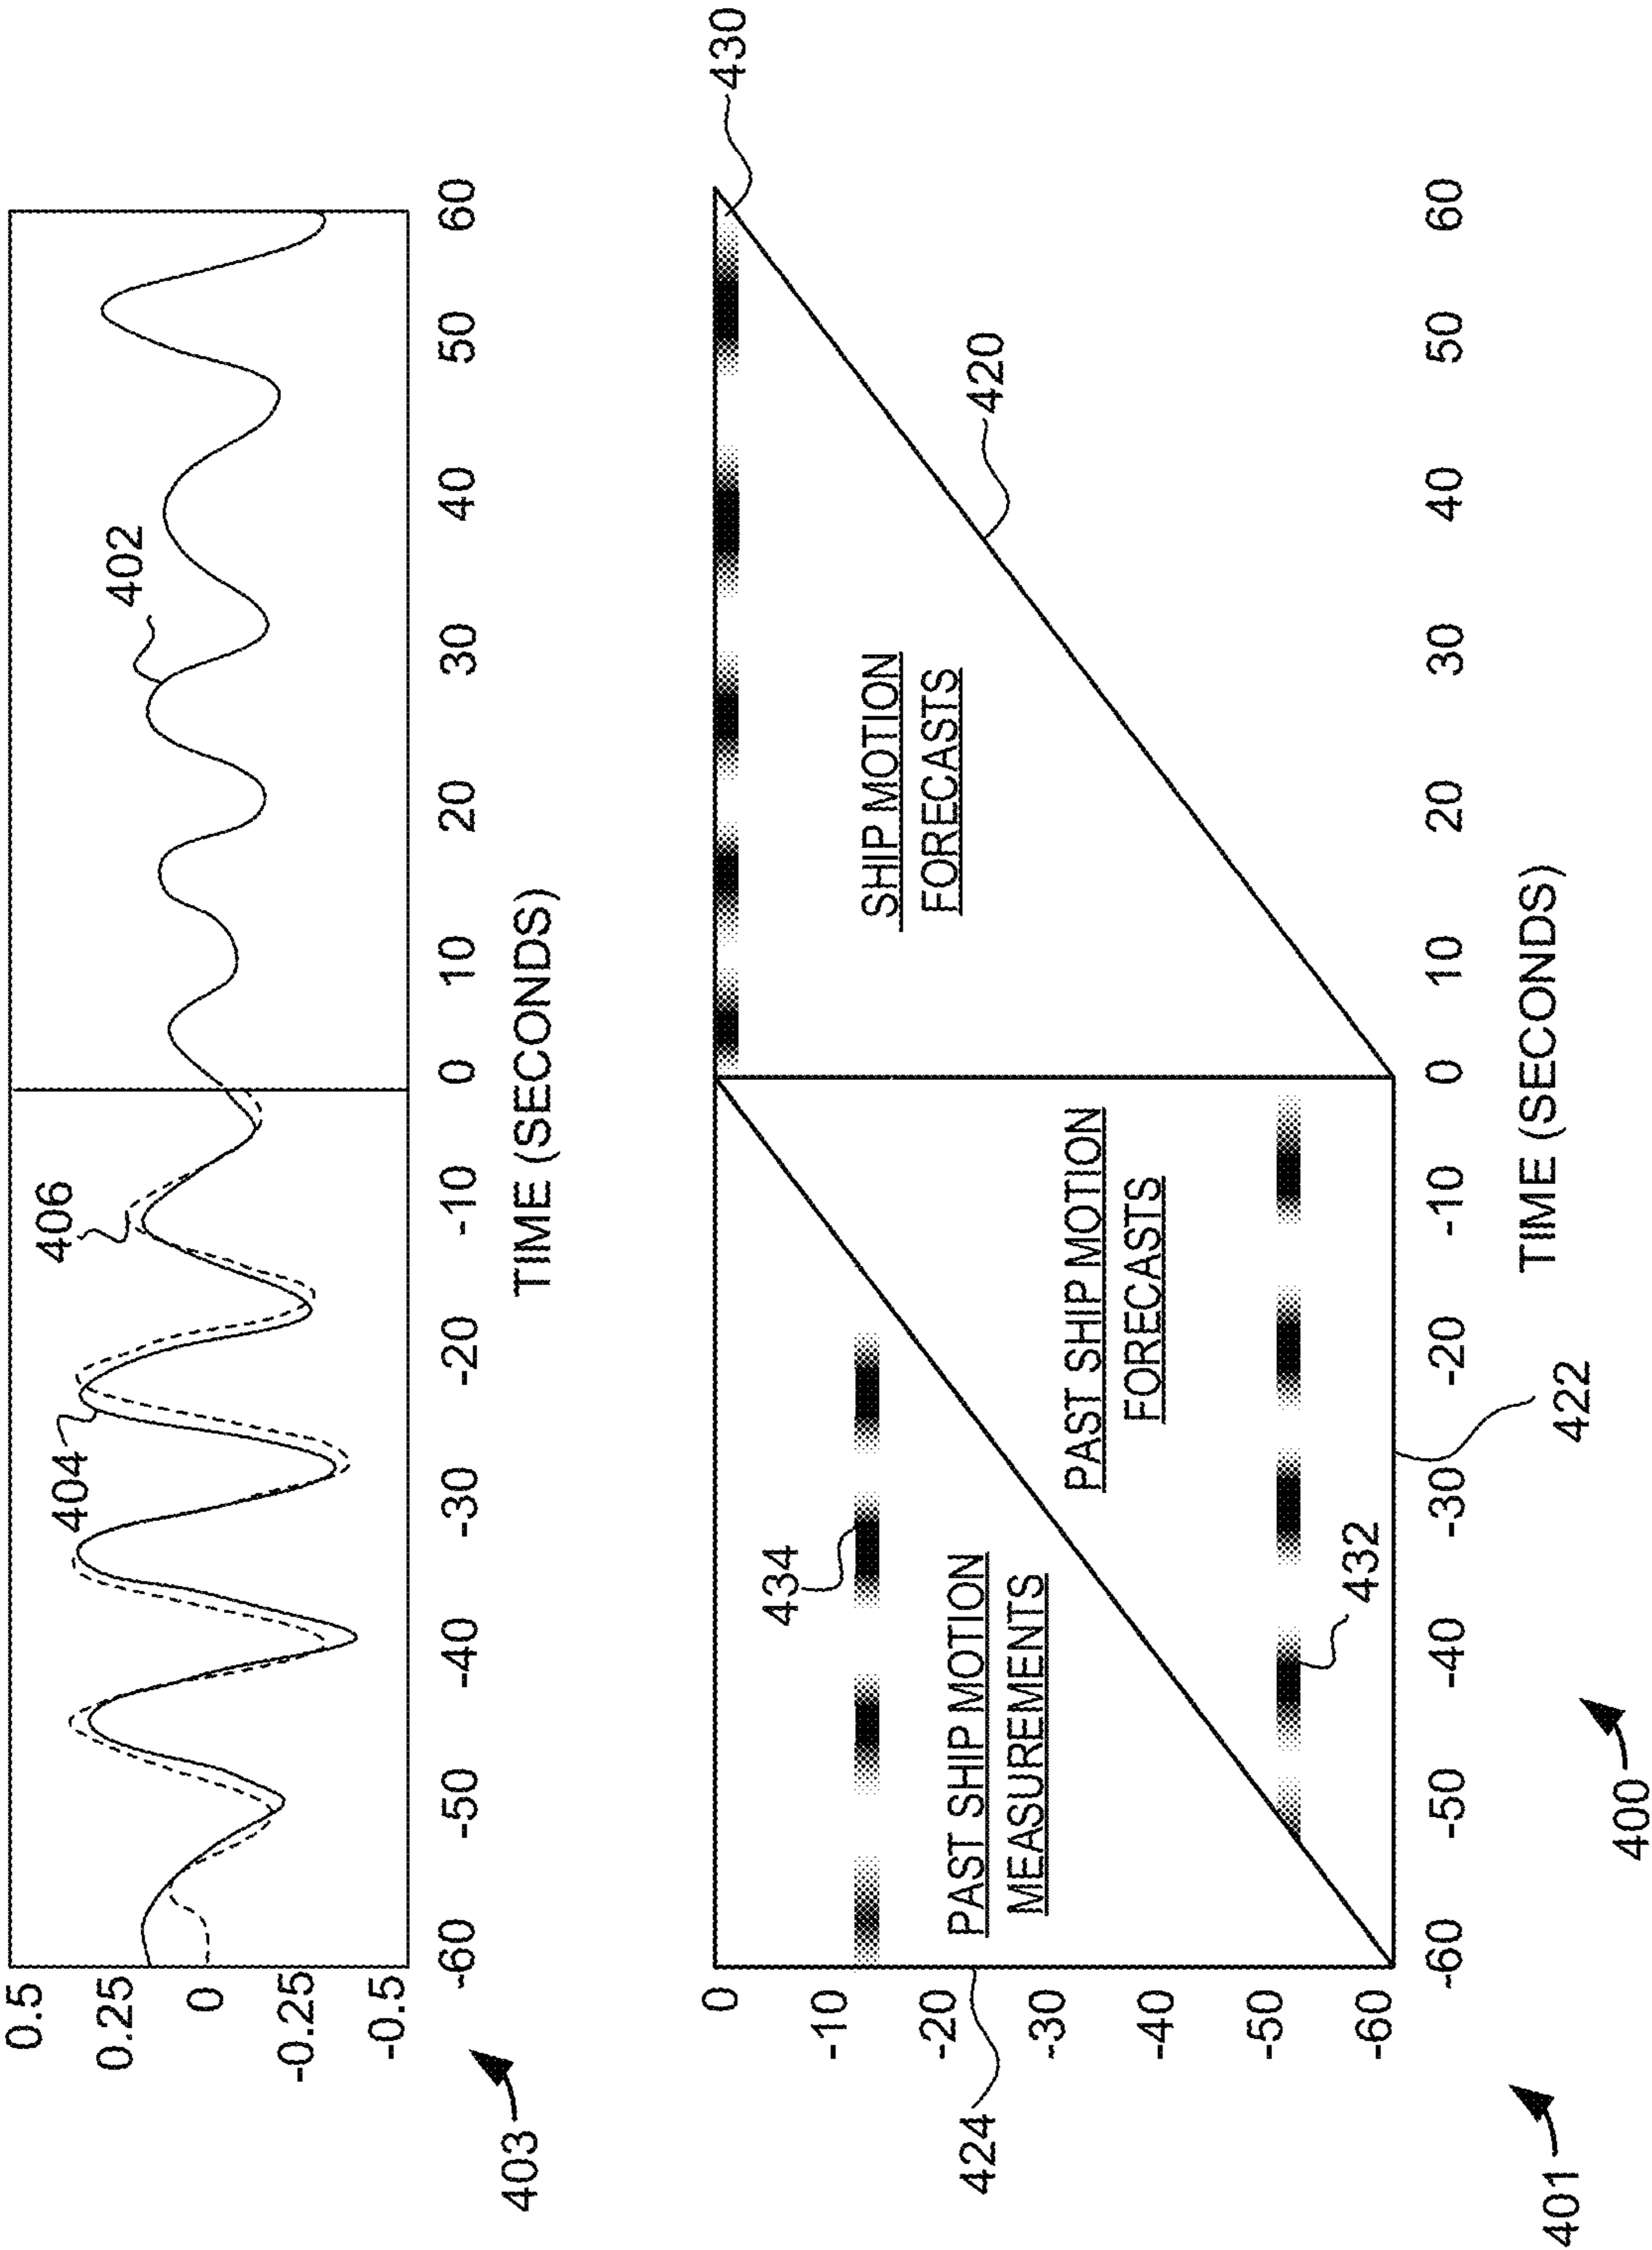 0.5
0.25
0
-0.25
-0.5
404
406
402
-60 -50 -40 -30 -20 -10 0 10 20 30 40 50 60
TIME (SECONDS)
403
430
0
-10
-20
-30
-40
-50
-60
434
PAST SHIP MOTION
MEASUREMENTS
PAST SHIP MOTION
FORECASTS
SHIP MOTION
FORECASTS
420
424
432
-60 -50 -40 -30 -20 -10 0 10 20 30 40 50 60
TIME (SECONDS)
422
401
400